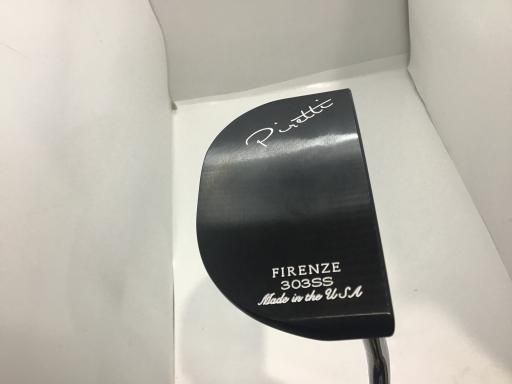 Piretti
FIRENZE
303SS
Made in the USA